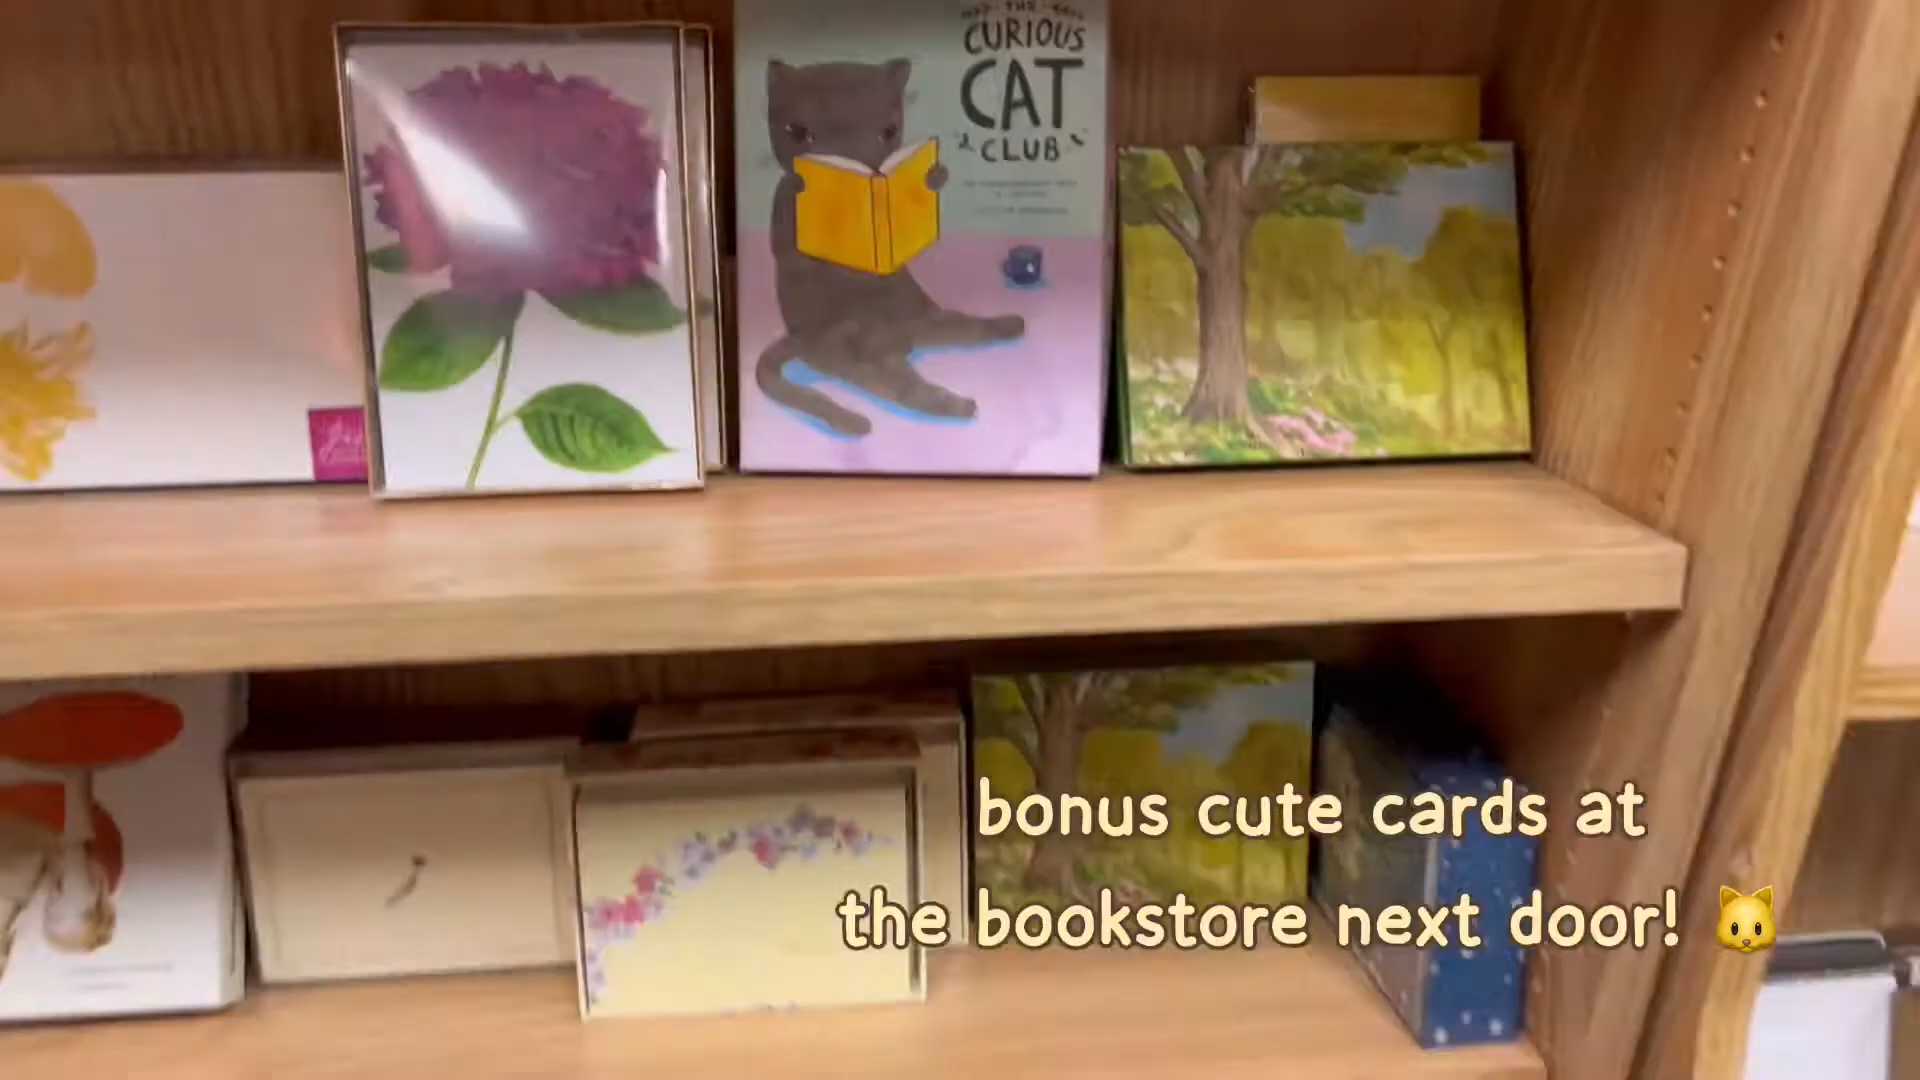 THE
CURIOUS
CAT
CLUB
bonus cute cards at
the bookstore next door! 🐱